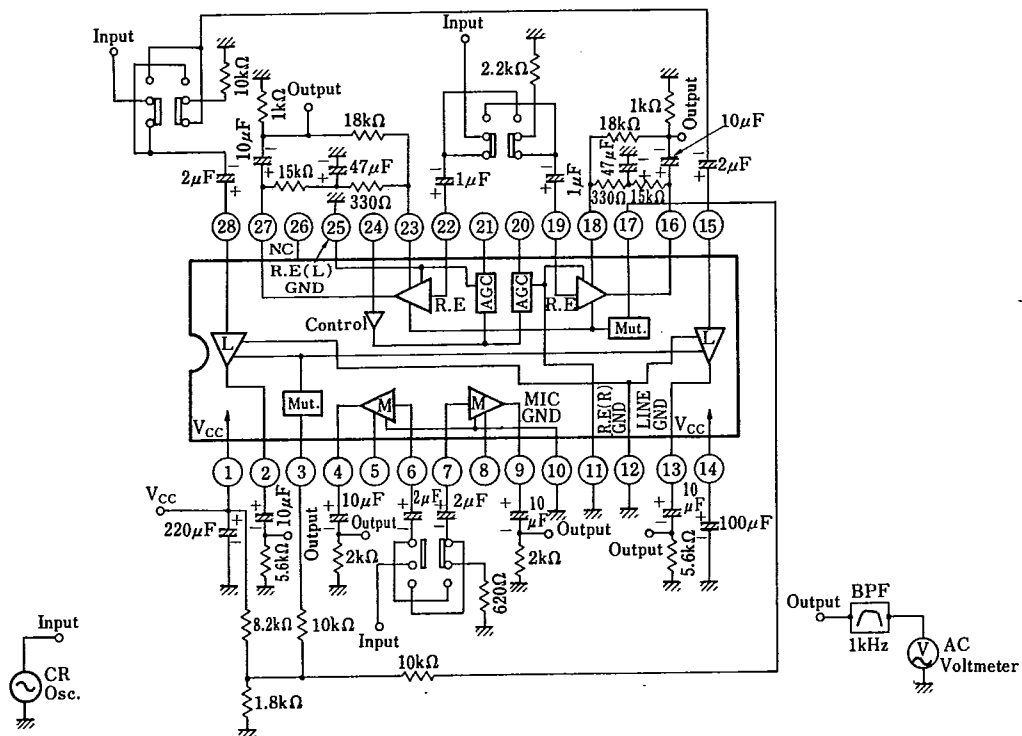 Input
10kΩ
1kΩ
Output
10μF
18kΩ
15kΩ
47μF
330Ω
2μF
Input
2.2kΩ
1μF
1μF
1kΩ
Output
10μF
18kΩ
47μF
330Ω
15kΩ
2μF
28
27
26
25
24
23
22
21
20
19
18
17
16
15
NC
R.E(L)
GND
Control
R.E
AGC
AGC
R.E
Mut.
L
L
Mut.
M
M
MIC
GND
R.E(R)
GND
LINE
GND
VCC
VCC
1
2
3
4
5
6
7
8
9
10
11
12
13
14
VCC
220μF
10μF
5.6kΩ
Output
10μF
Output
2kΩ
2μF
2μF
Input
620Ω
10
μF
Output
2kΩ
10
μF
Output
5.6kΩ
100μF
8.2kΩ
10kΩ
10kΩ
1.8kΩ
Input
CR
Osc.
Output
BPF
1kHz
V
AC
Voltmeter